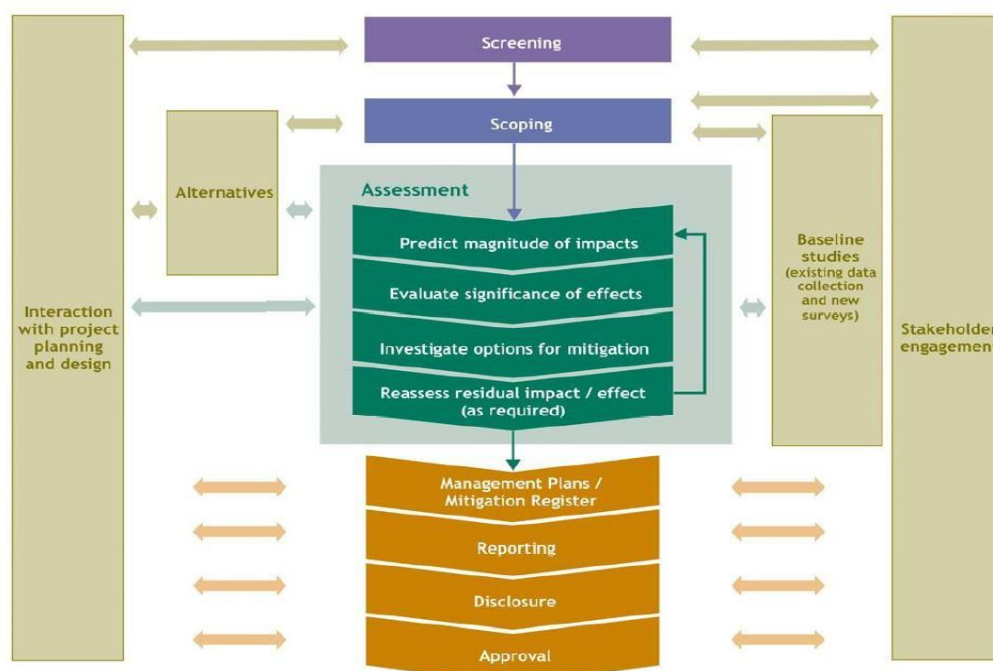 Screening
Scoping
Alternatives
Assessment
Predict magnitude of impacts
Evaluate significance of effects
Investigate options for mitigation
Reassess residual impact / effect
(as required)
Interaction
with project
planning
and design
Baseline
studies
(existing data
collection
and new
surveys)
Stakeholder
engagement
Management Plans /
Mitigation Register
Reporting
Disclosure
Approval